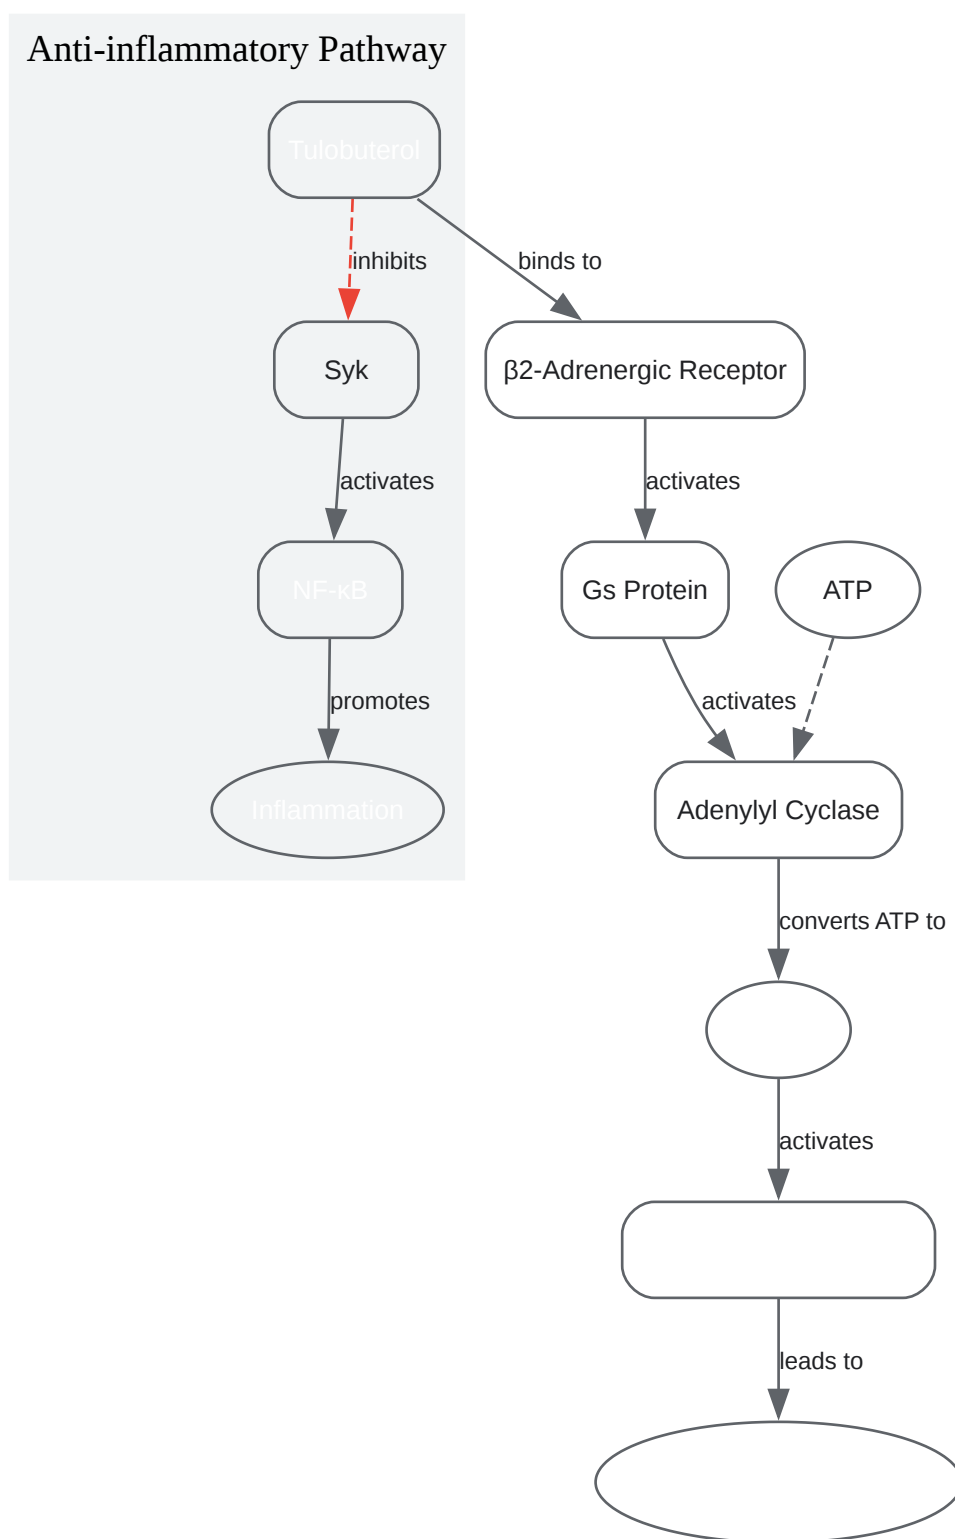 Anti-inflammatory Pathway
Tulobuterol
inhibits
binds to
Syk
β2-Adrenergic Receptor
activates
activates
NF-κB
Gs Protein
ATP
promotes
activates
Inflammation
Adenylyl Cyclase
converts ATP to
activates
leads to